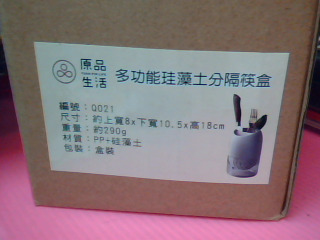 原品
生活
多功能珪藻土分隔筷盒
編號：Q021
尺寸：約上寬8x下寬10.5x高18cm
重量：約290g
材質：PP+硅藻土
包裝：盒裝